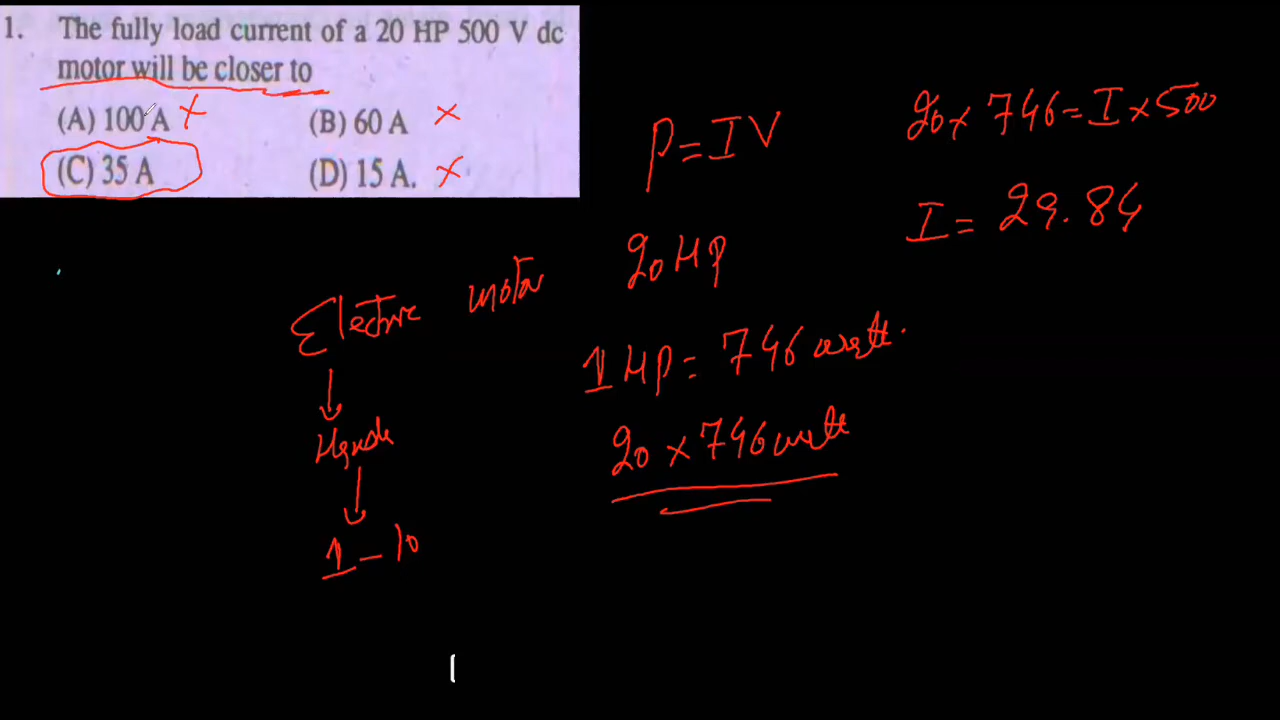 1. The fully load current of a 20 HP 500 V dc
motor will be closer to
(A) 100 A ×
(B) 60 A ×
(C) 35 A
(D) 15 A. ×
P = IV
20 × 746 = I × 500
I = 29.84
20 HP
1 HP = 746 watt.
20 × 746 watt
Electric motor
1 – 10